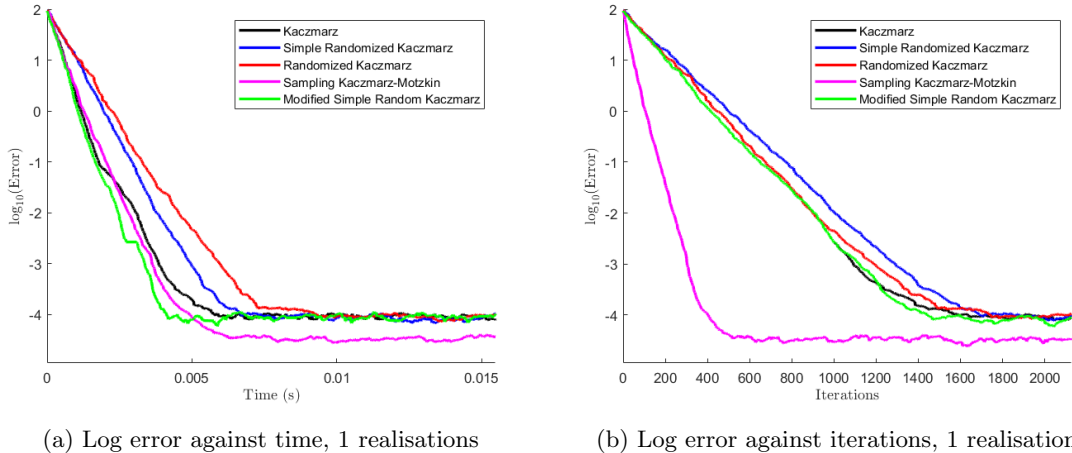 2
1
0
-1
-2
-3
-4
log10(Error)
0
0.005
0.01
0.015
Time (s)
Kaczmarz
Simple Randomized Kaczmarz
Randomized Kaczmarz
Sampling Kaczmarz-Motzkin
Modified Simple Random Kaczmarz
(a) Log error against time, 1 realisations
2
1
0
-1
-2
-3
-4
log10(Error)
0
200
400
600
800
1000
1200
1400
1600
1800
2000
Iterations
Kaczmarz
Simple Randomized Kaczmarz
Randomized Kaczmarz
Sampling Kaczmarz-Motzkin
Modified Simple Random Kaczmarz
(b) Log error against iterations, 1 realisation